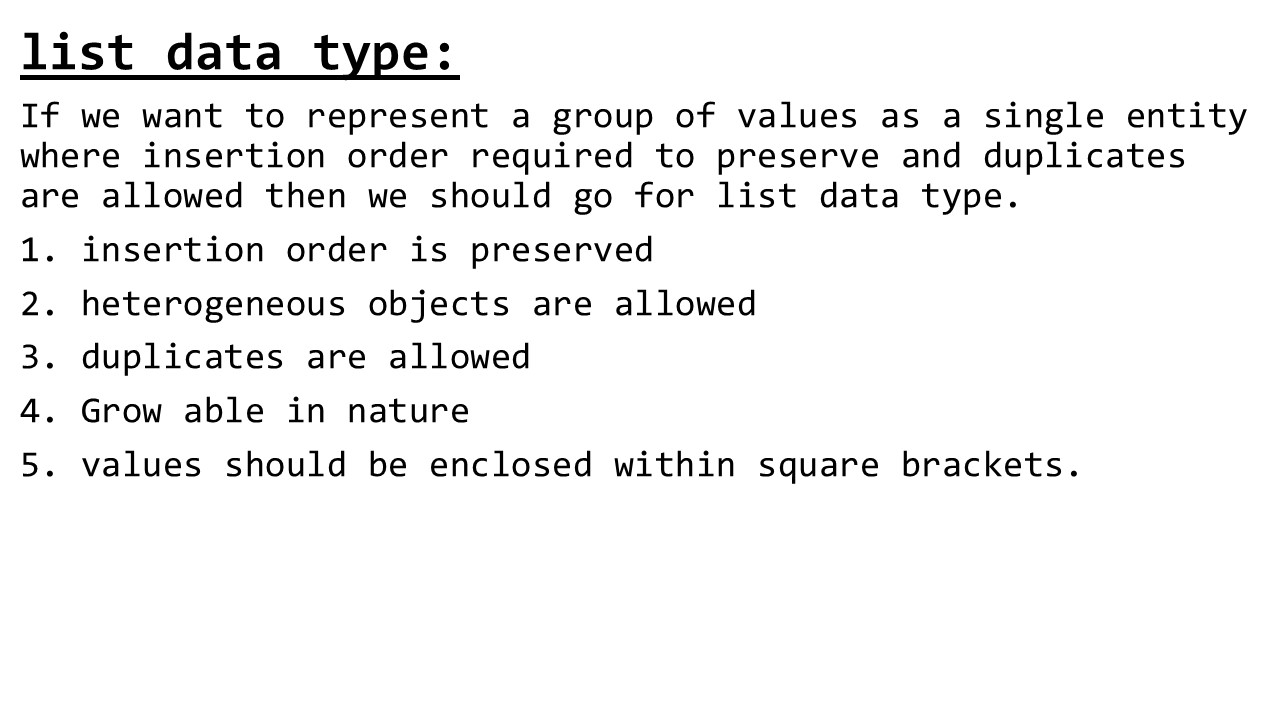 list data type:
If we want to represent a group of values as a single entity
where insertion order required to preserve and duplicates
are allowed then we should go for list data type.
1. insertion order is preserved
2. heterogeneous objects are allowed
3. duplicates are allowed
4. Grow able in nature
5. values should be enclosed within square brackets.